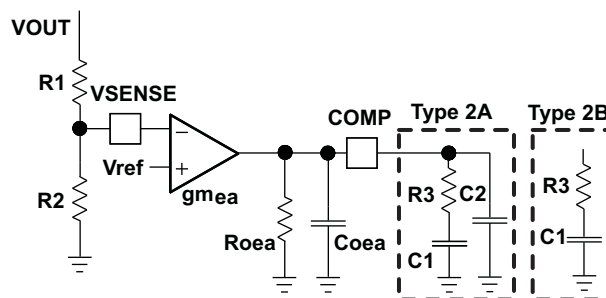 VOUT
R1
VSENSE
COMP
Type 2A
Type 2B
Vref
gmea
R2
Roea
Coea
R3
C2
C1
R3
C1